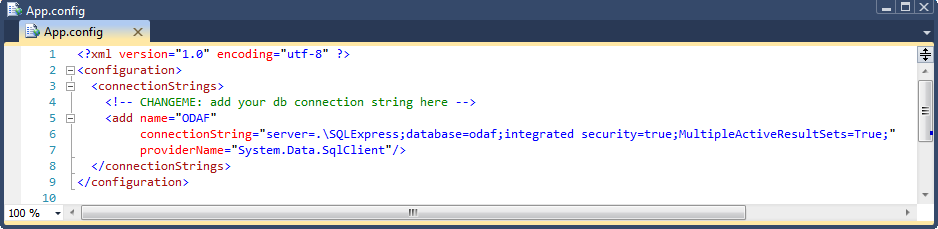 App.config
App.config
1 <?xml version="1.0" encoding="utf-8" ?>
2 <configuration>
3 <connectionStrings>
4 <!-- CHANGEME: add your db connection string here -->
5 <add name="ODAF"
6 connectionString="server=.\SQLExpress;database=odaf;integrated security=true;MultipleActiveResultSets=True;"
7 providerName="System.Data.SqlClient"/>
8 </connectionStrings>
9 </configuration>
10
100 %